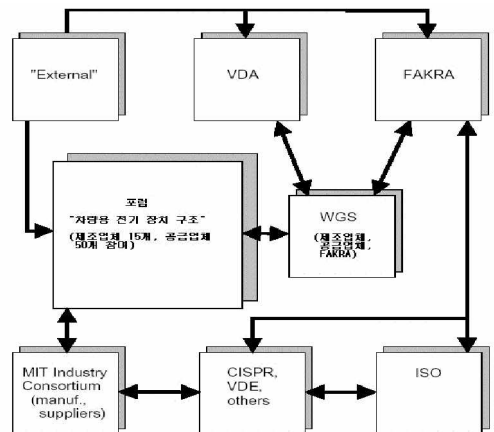 "External"
VDA
FAKRA
포럼
"차량용 전기 장치 구조"
(제조업체 15개, 공급업체
50개 참여)
WGS
(제조업체,
공급업체,
FAKRA)
MIT Industry
Consortium
(manuf.,
suppliers)
CISPR,
VDE,
others
ISO